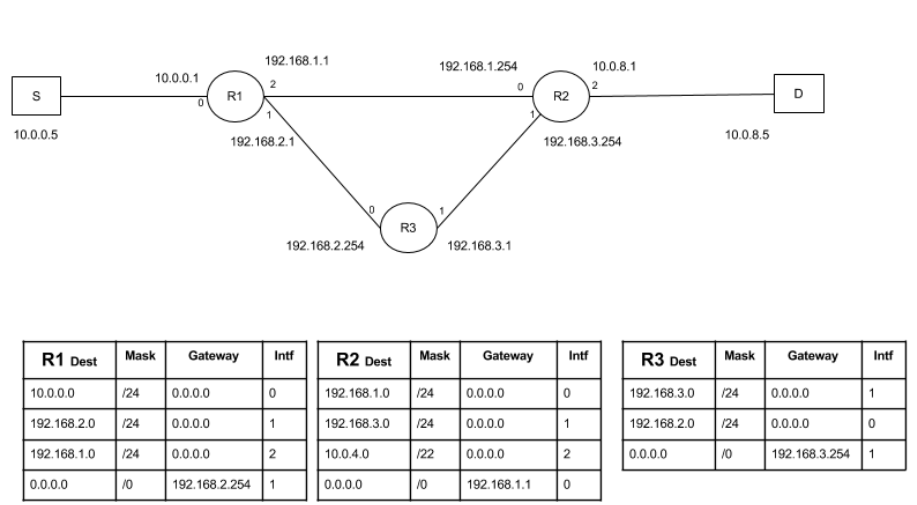 192.168.1.1
192.168.1.254
10.0.8.1
10.0.0.1
2
0
2
S
0
R1
R2
D
1
1
10.0.0.5
192.168.2.1
192.168.3.254
10.0.8.5
0
1
R3
192.168.2.254
192.168.3.1
R1 Dest Mask Gateway Intf
10.0.0.0 /24 0.0.0.0 0
192.168.2.0 /24 0.0.0.0 1
192.168.1.0 /24 0.0.0.0 2
0.0.0.0 /0 192.168.2.254 1
R2 Dest Mask Gateway Intf
192.168.1.0 /24 0.0.0.0 0
192.168.3.0 /24 0.0.0.0 1
10.0.4.0 /22 0.0.0.0 2
0.0.0.0 /0 192.168.1.1 0
R3 Dest Mask Gateway Intf
192.168.3.0 /24 0.0.0.0 1
192.168.2.0 /24 0.0.0.0 0
0.0.0.0 /0 192.168.3.254 1